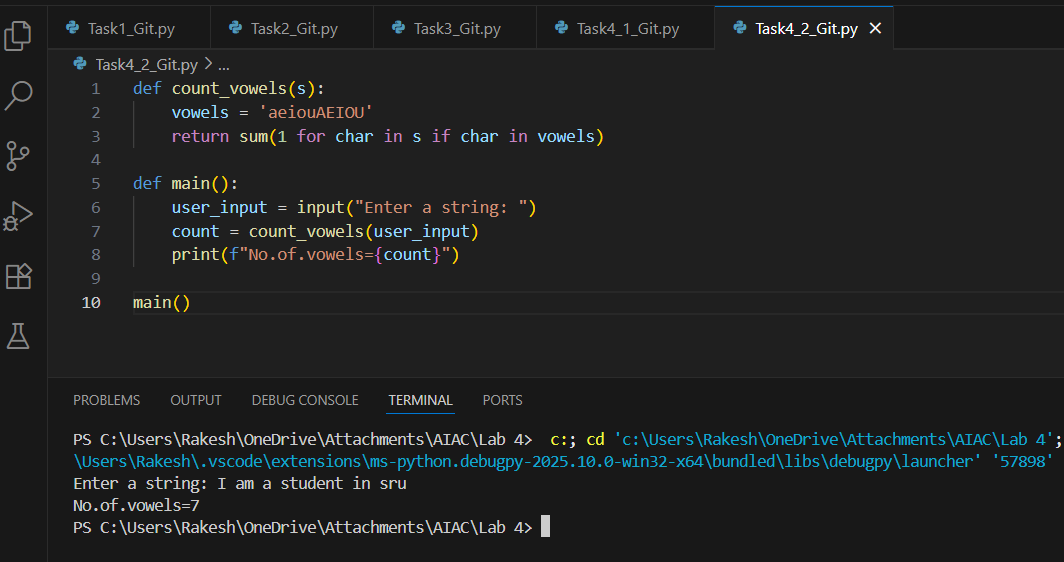 Task1_Git.py Task2_Git.py Task3_Git.py Task4_1_Git.py Task4_2_Git.py
Task4_2_Git.py > ...
1 def count_vowels(s):
2 vowels = 'aeiouAEIOU'
3 return sum(1 for char in s if char in vowels)
4
5 def main():
6 user_input = input("Enter a string: ")
7 count = count_vowels(user_input)
8 print(f"No.of.vowels={count}")
9
10 main()
PROBLEMS OUTPUT DEBUG CONSOLE TERMINAL PORTS
PS C:\Users\Rakesh\OneDrive\Attachments\AIAC\Lab 4> c:; cd 'c:\Users\Rakesh\OneDrive\Attachments\AIAC\Lab 4';
\Users\Rakesh\.vscode\extensions\ms-python.debugpy-2025.10.0-win32-x64\bundled\libs\debugpy\launcher' '57898'
Enter a string: I am a student in sru
No.of.vowels=7
PS C:\Users\Rakesh\OneDrive\Attachments\AIAC\Lab 4>